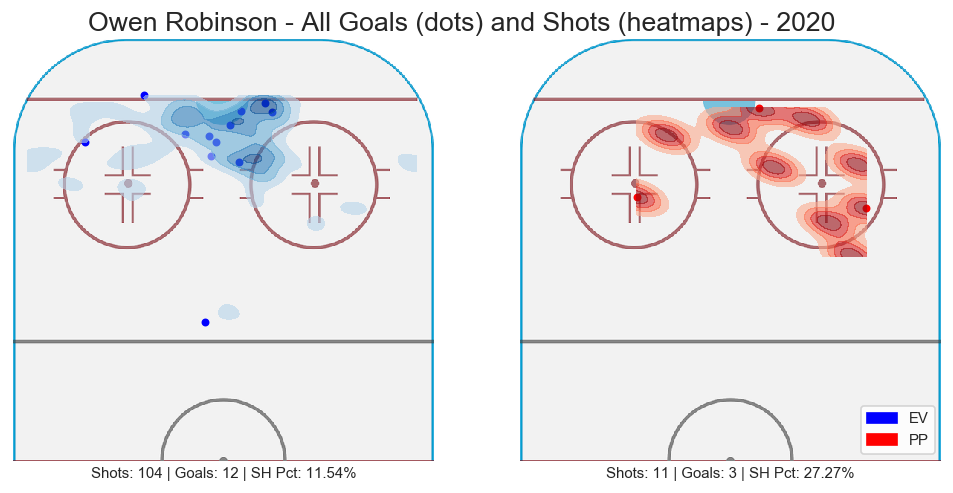 Owen Robinson - All Goals (dots) and Shots (heatmaps) - 2020
EV
PP
Shots: 104 | Goals: 12 | SH Pct: 11.54%
Shots: 11 | Goals: 3 | SH Pct: 27.27%